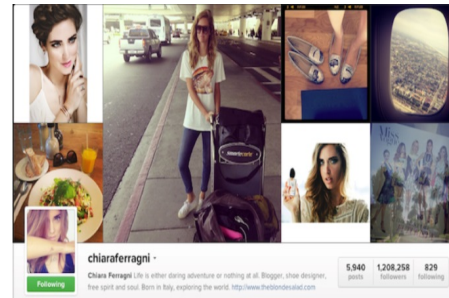 Miss
chiaraferragni
Chiara Ferragni Life is either daring adventure or nothing at all. Blogger, shoe designer,
free spirit and soul. Born in Italy, exploring the world. http://www.theblondesalad.com
5,940
posts
1,208,258
followers
829
following
Following